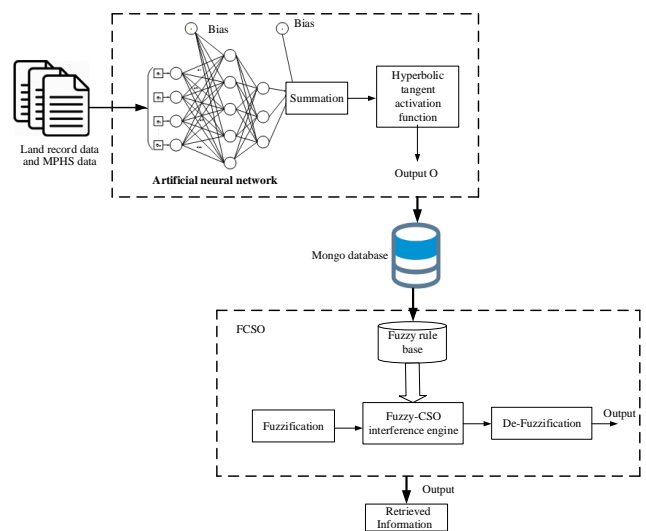 Bias
Bias
Summation
Hyperbolic
tangent
activation
function
Land record data
and MPHS data
Artificial neural network
Output O
Mongo database
FCSO
Fuzzy rule
base
Fuzzification
Fuzzy-CSO
interference engine
De-Fuzzification
Output
Output
Retrieved
Information